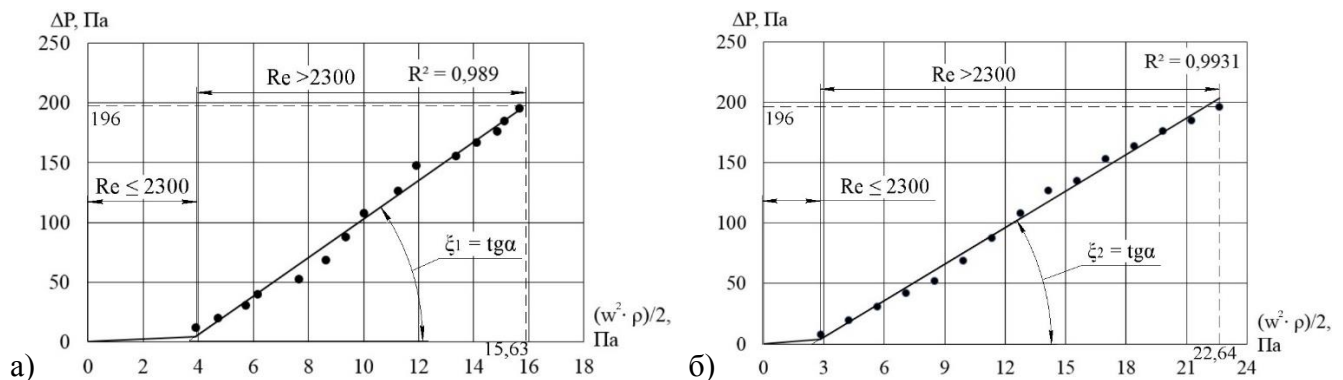 ΔP, Па
250
200
150
100
50
0
196
Re >2300
R² = 0,989
Re ≤ 2300
ξ1 = tgα
(w²· ρ)/2,
Па
15,63
0 2 4 6 8 10 12 14 16 18
а)
ΔP, Па
250
200
150
100
50
0
196
Re >2300
R² = 0,9931
Re ≤ 2300
ξ2 = tgα
(w²· ρ)/2,
Па
22,64
0 3 6 9 12 15 18 21 24
б)